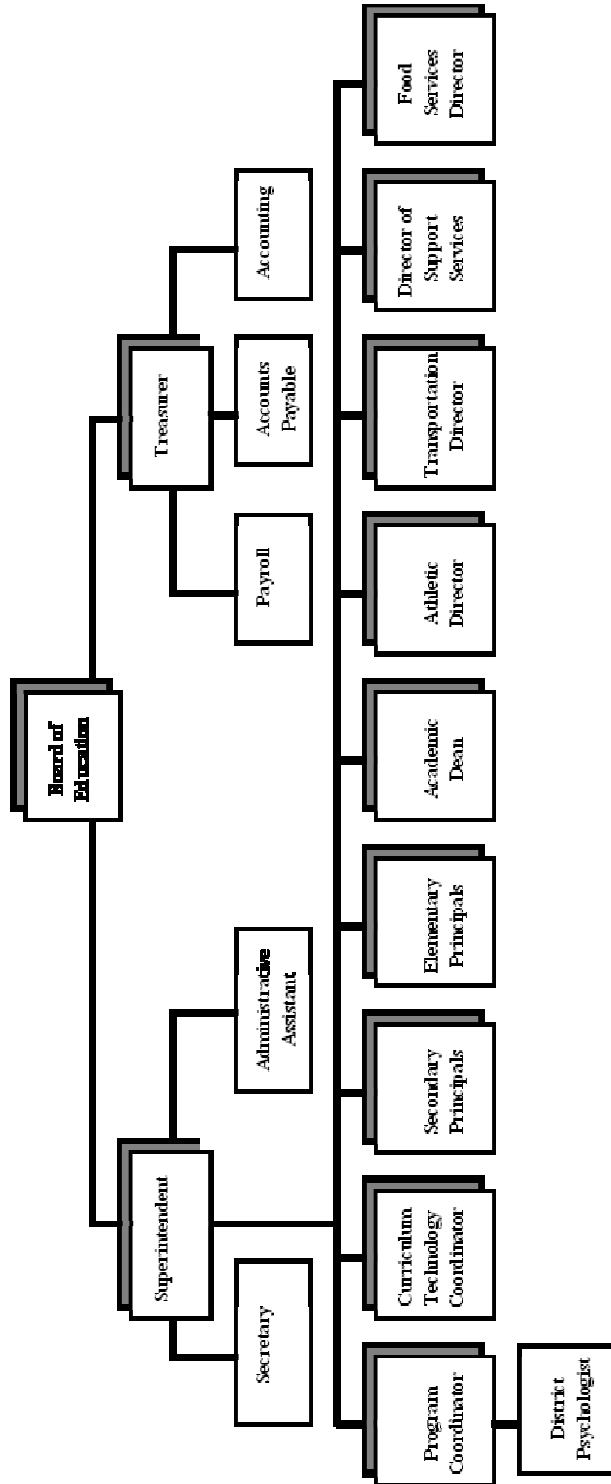 Board of
Education
Superintendent
Treasurer
Secretary
Administrative
Assistant
Payroll
Accounts
Payable
Accounting
Program
Coordinator
Curriculum
Technology
Coordinator
Secondary
Principals
Elementary
Principals
Academic
Dean
Athletic
Director
Transportation
Director
Director of
Support
Services
Food
Services
Director
District
Psychologist